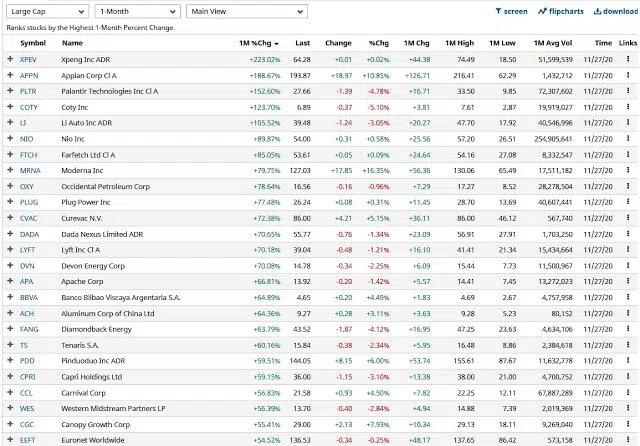 Large Cap 1-Month Main View screen flipcharts download
Ranks stocks by the Highest 1-Month Percent Change.
Symbol Name 1M %Chg Last Change %Chg 1M Chg 1M High 1M Low 1M Avg Vol Time Links
XPEV Xpeng Inc ADR +223.02% 64.28 +0.01 +0.02% +44.38 74.49 18.50 51,599,539 11/27/20
APPN Appian Corp Cl A +188.67% 193.87 +18.97 +10.85% +126.71 216.41 62.29 1,432,712 11/27/20
PLTR Palantir Technologies Inc Cl A +152.60% 27.66 -1.39 -4.78% +16.71 33.50 9.85 72,307,602 11/27/20
COTY Coty Inc +123.70% 6.89 -0.37 -5.10% +3.81 7.61 2.87 19,919,027 11/27/20
LI Li Auto Inc ADR +105.52% 39.48 -1.24 -3.05% +20.27 47.70 17.92 40,546,996 11/27/20
NIO Nio Inc +89.87% 54.00 +0.31 +0.58% +25.56 57.20 26.51 254,905,641 11/27/20
FTCH Farfetch Ltd Cl A +85.05% 53.61 +0.05 +0.09% +24.64 54.16 27.08 8,332,547 11/27/20
MRNA Moderna Inc +79.75% 127.03 +17.85 +16.35% +56.36 130.06 65.49 17,511,182 11/27/20
OXY Occidental Petroleum Corp +78.64% 16.56 -0.16 -0.96% +7.29 17.27 8.52 28,278,504 11/27/20
PLUG Plug Power Inc +77.48% 26.24 +0.08 +0.31% +11.45 28.70 13.69 40,607,441 11/27/20
CVAC Curevac N.V. +72.38% 86.00 +4.21 +5.15% +36.11 86.00 46.12 567,740 11/27/20
DADA Dada Nexus Limited ADR +70.65% 55.77 -0.76 -1.34% +23.09 56.91 27.91 1,703,250 11/27/20
LYFT Lyft Inc Cl A +70.18% 39.04 -0.48 -1.21% +16.10 41.41 21.34 15,434,664 11/27/20
DVN Devon Energy Corp +70.08% 14.78 -0.34 -2.25% +6.09 15.44 7.73 11,500,967 11/27/20
APA Apache Corp +66.81% 13.92 -0.20 -1.42% +5.57 14.41 7.45 13,272,023 11/27/20
BBVA Banco Bilbao Viscaya Argentaria S.A. +64.89% 4.65 +0.20 +4.49% +1.83 4.69 2.67 4,757,958 11/27/20
ACH Aluminum Corp of China Ltd +64.36% 9.27 +0.28 +3.11% +3.63 9.28 5.23 80,152 11/27/20
FANG Diamondback Energy +63.79% 43.52 -1.87 -4.12% +16.95 47.25 23.63 4,634,106 11/27/20
TS Tenaris S.A. +60.16% 15.84 -0.38 -2.34% +5.95 16.48 8.86 2,384,618 11/27/20
PDD Pinduoduo Inc ADR +59.51% 144.05 +8.15 +6.00% +53.74 155.61 87.67 11,632,778 11/27/20
CPRI Capri Holdings Ltd +59.15% 36.00 -1.15 -3.10% +13.38 38.00 21.00 4,700,752 11/27/20
CCL Carnival Corp +56.83% 21.58 +0.93 +4.50% +7.82 22.25 12.11 67,887,289 11/27/20
WES Western Midstream Partners LP +56.39% 13.70 -0.40 -2.84% +4.94 14.88 7.39 2,019,369 11/27/20
CGC Canopy Growth Corp +55.41% 29.00 +2.13 +7.93% +10.34 29.13 18.11 9,269,040 11/27/20
EEFT Euronet Worldwide +54.52% 136.53 -0.34 -0.25% +48.17 137.65 86.42 573,158 11/27/20